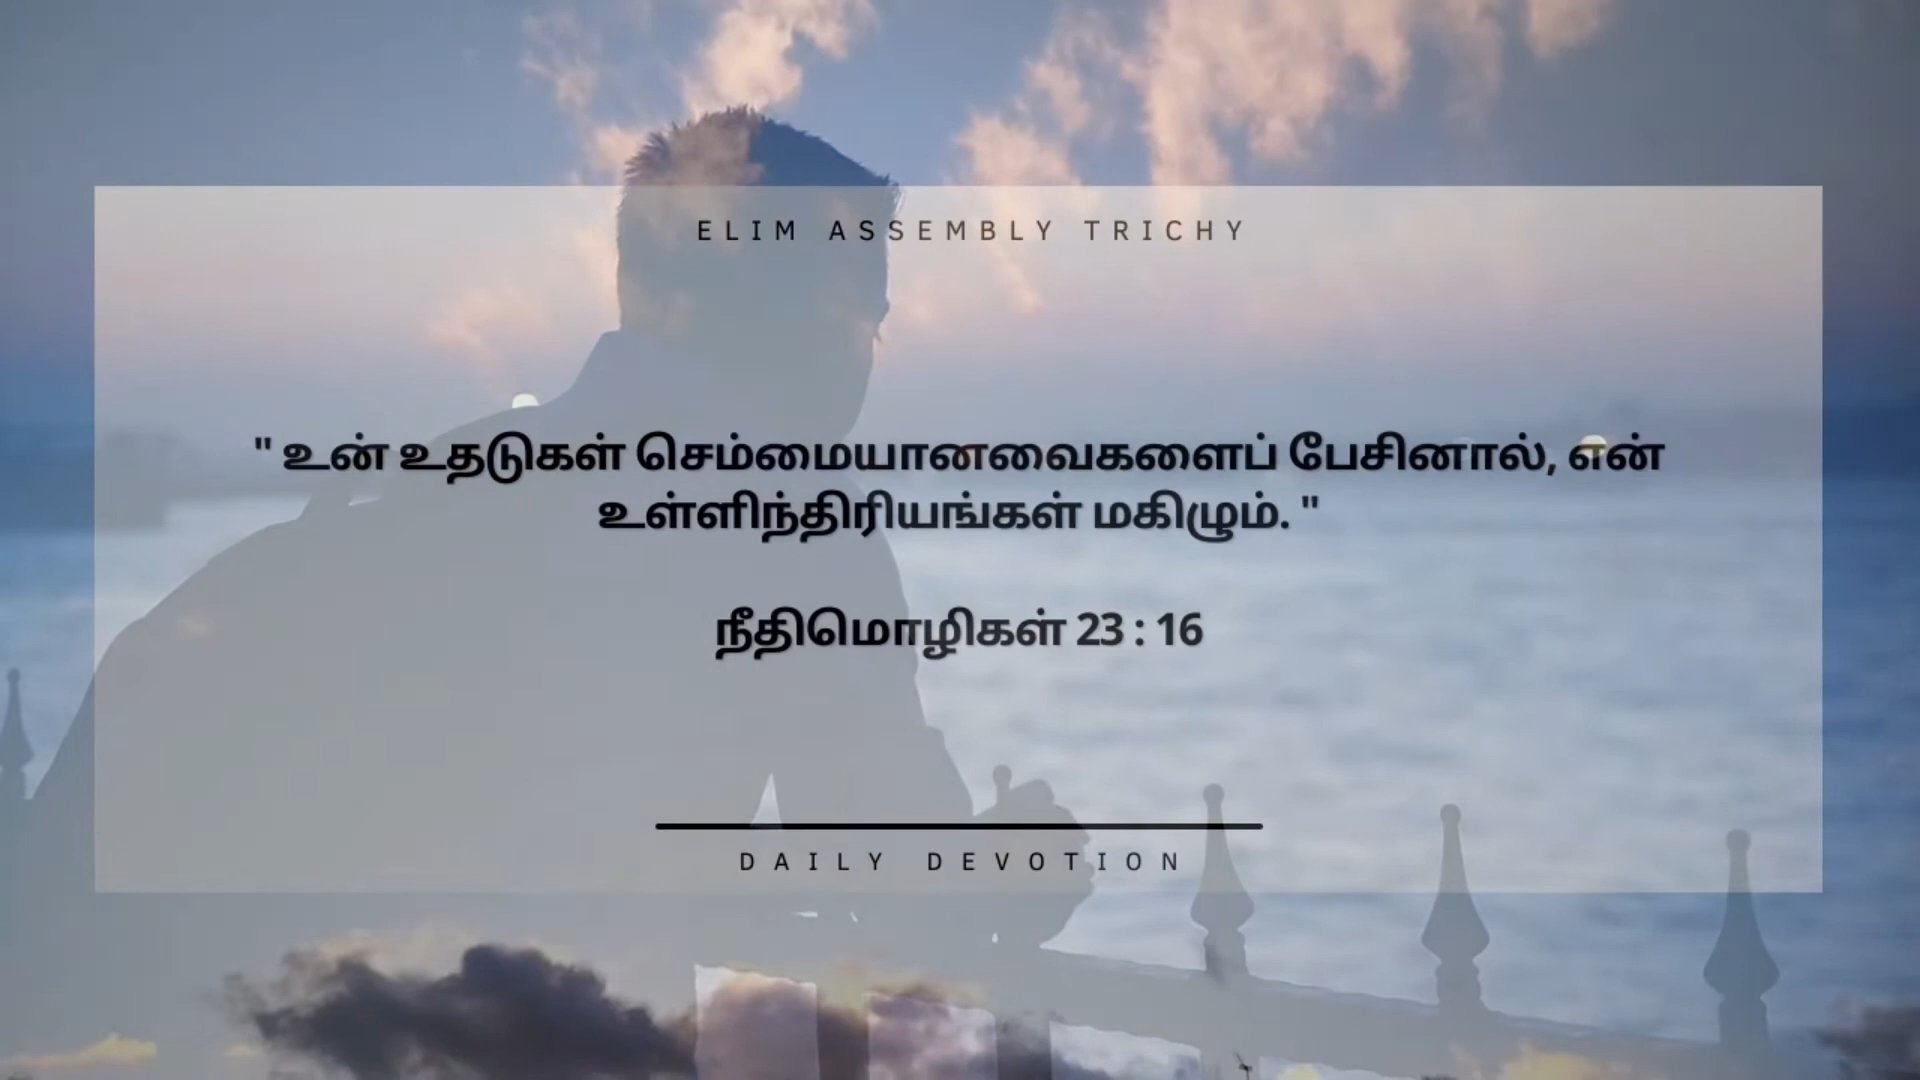 ELIM ASSEMBLY TRICHY
" உன் உதடுகள் செம்மையானவைகளைப் பேசினால், என்
உள்ளிந்திரியங்கள் மகிழும். "
நீதிமொழிகள் 23 : 16
DAILY DEVOTION